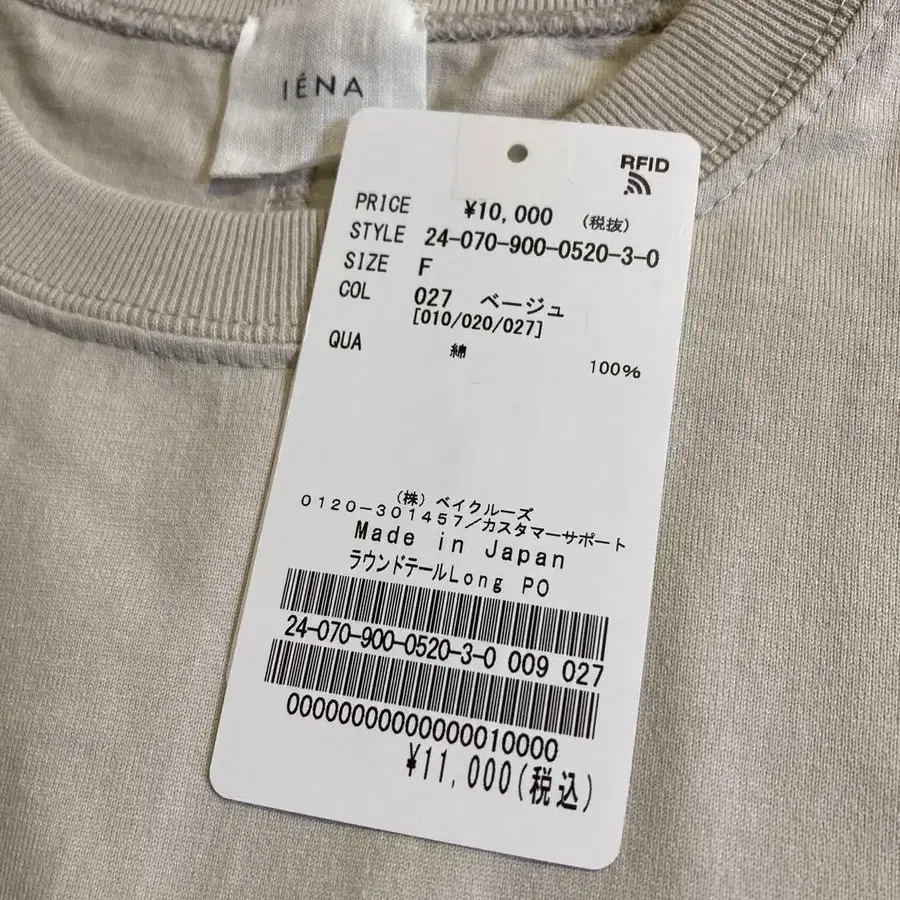 IÉNA
RFID
PRICE ¥10,000 (税抜)
STYLE 24-070-900-0520-3-0
SIZE F
COL 027 ベージュ
[010/020/027]
QUA 綿 100%
(株) ベイクルーズ
0120-301457/カスタマーサポート
Made in Japan
ラウンドテールLong PO
24-070-900-0520-3-0 009 027
00000000000000010000
¥11,000(税込)